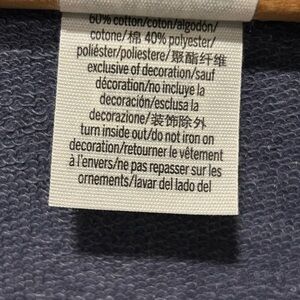 60% cotton/coton/algodón/
cotone/棉 40% polyester/
poliéster/poliestere/聚酯纤维
exclusive of decoration/sauf
décoration/no incluye la
decoración/esclusa la
decorazione/装饰除外
turn inside out/do not iron on
decoration/retourner le vêtement
à l'envers/ne pas repasser sur les
ornements/lavar del lado del